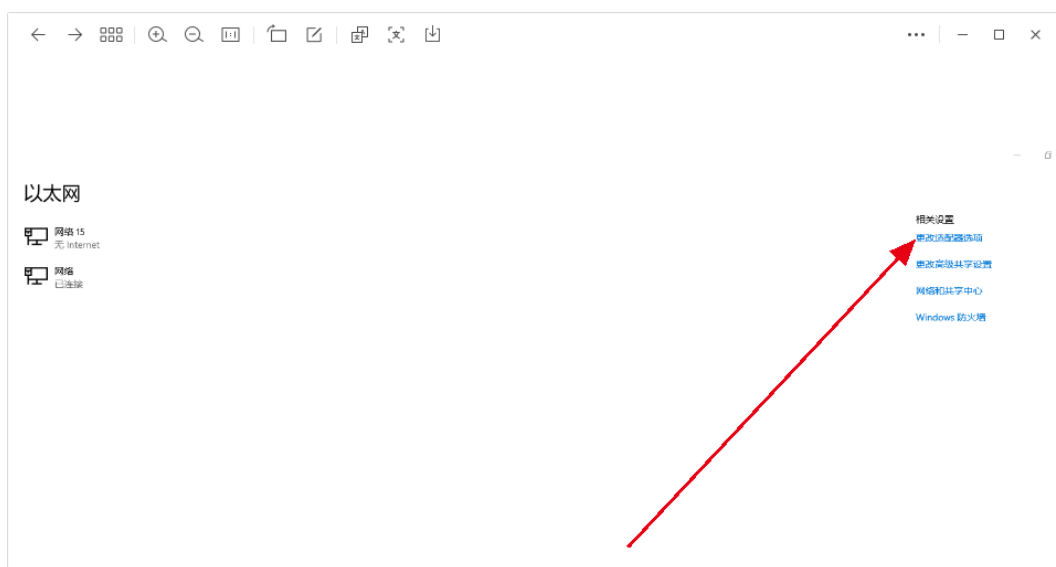 以太网
网络 15
无 Internet
网络
已连接
相关设置
更改适配器选项
更改高级共享设置
网络和共享中心
Windows 防火墙